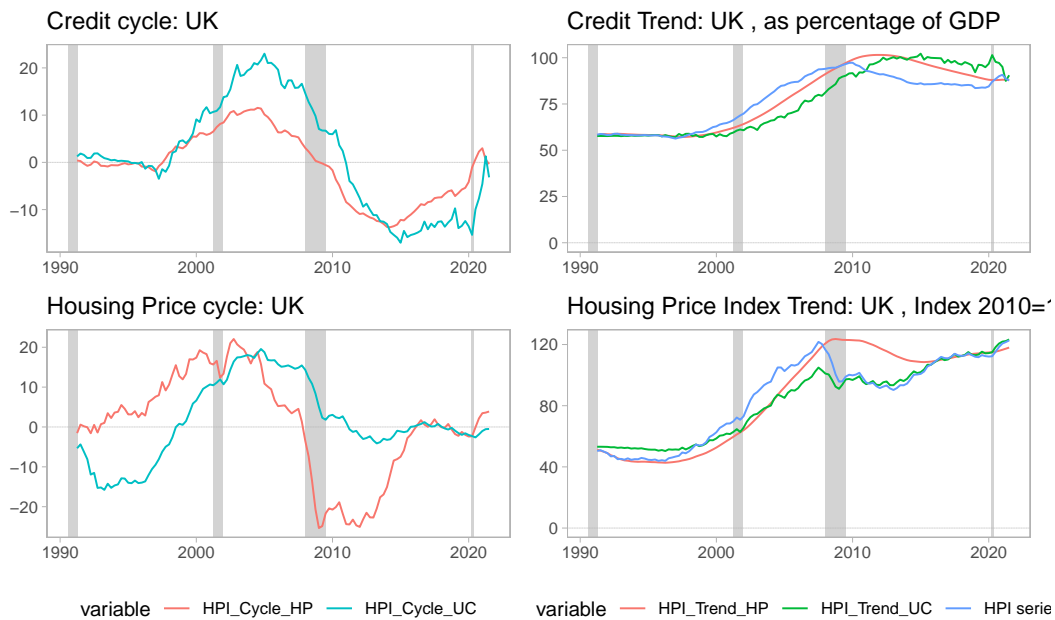 Credit cycle: UK
20
10
0
−10
1990 2000 2010 2020
Credit Trend: UK , as percentage of GDP
100
75
50
25
0
1990 2000 2010 2020
Housing Price cycle: UK
20
10
0
−10
−20
1990 2000 2010 2020
Housing Price Index Trend: UK , Index 2010=1
120
80
40
0
1990 2000 2010 2020
variable HPI_Cycle_HP HPI_Cycle_UC
variable HPI_Trend_HP HPI_Trend_UC HPI serie